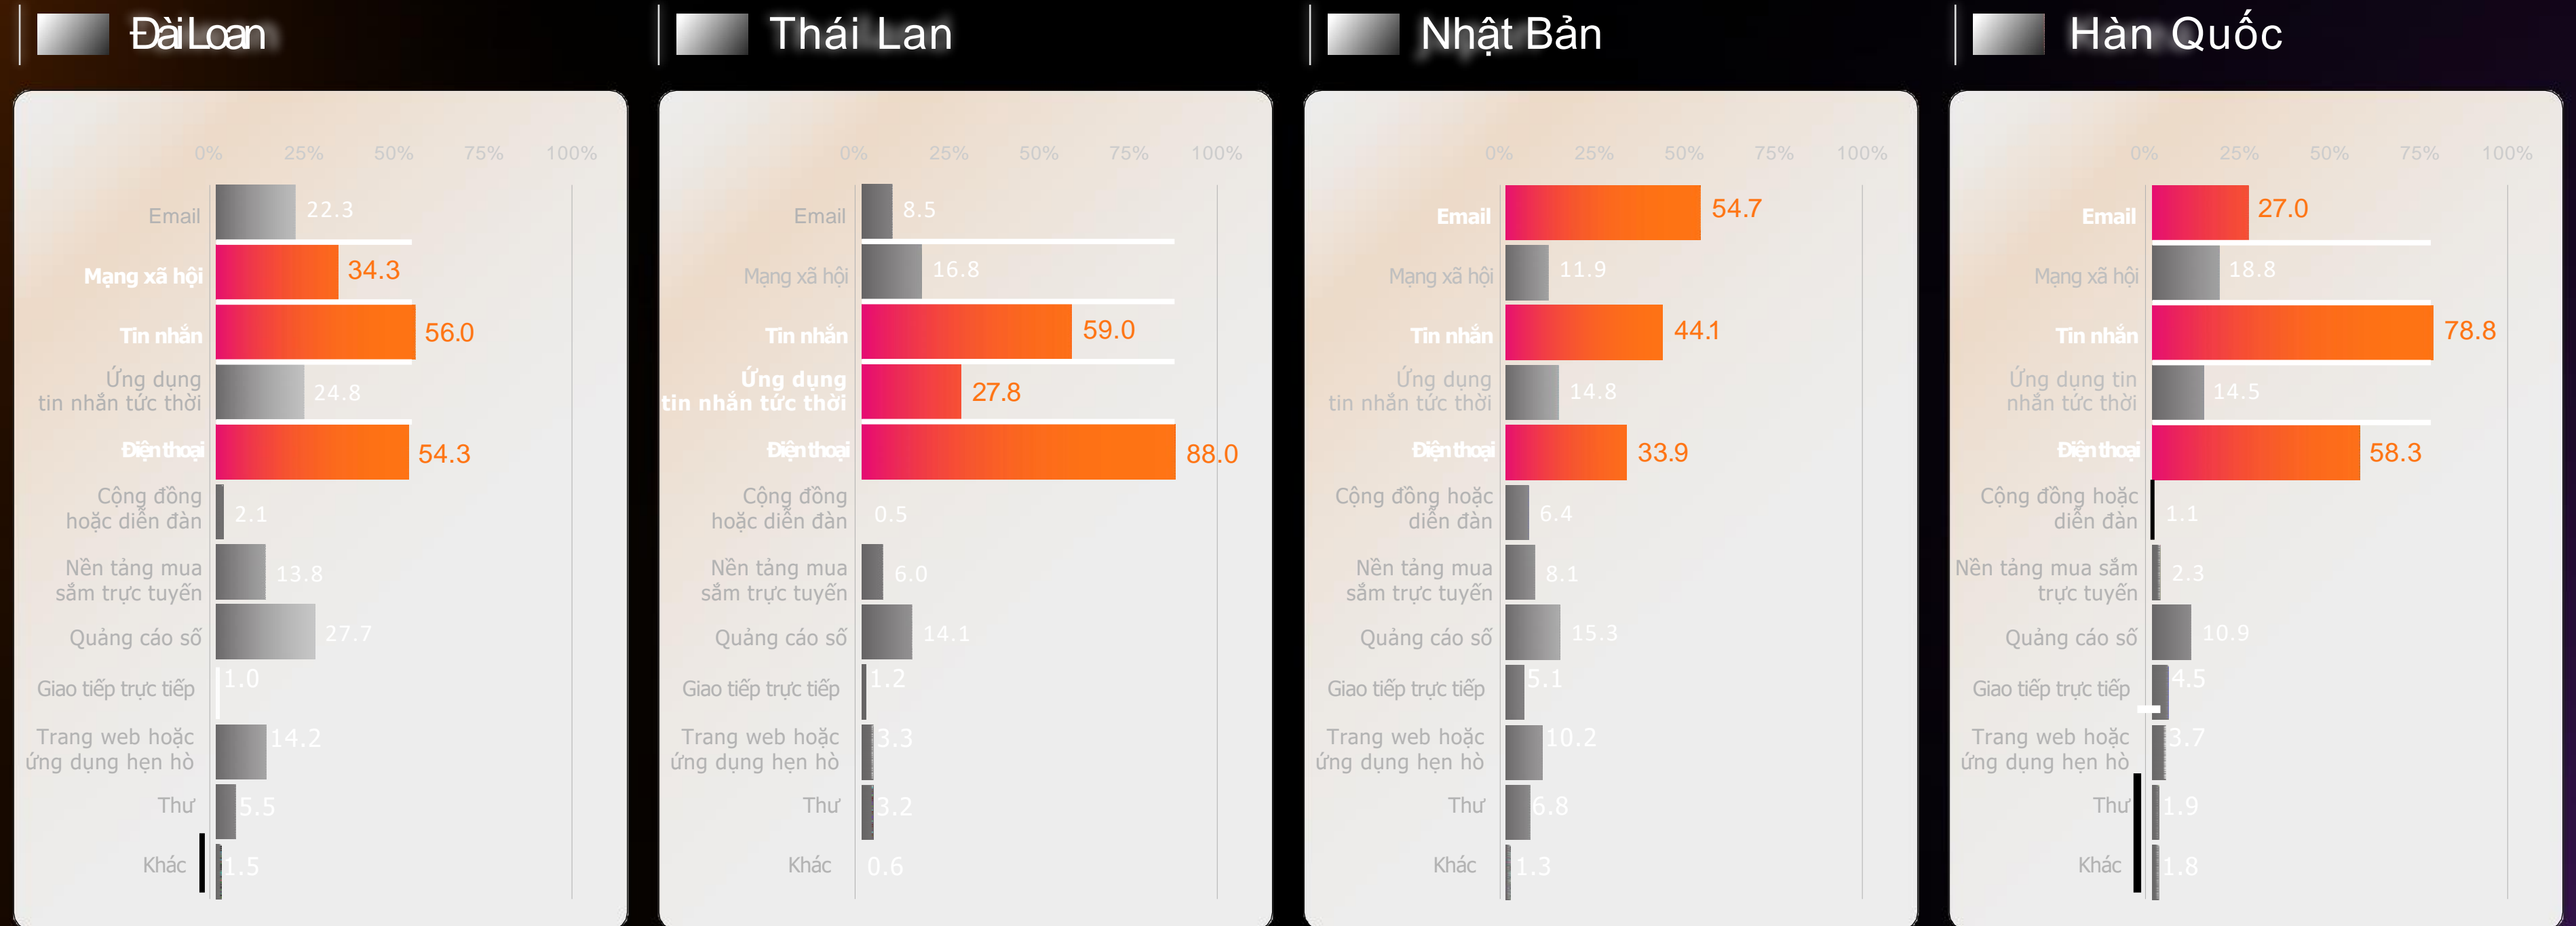 Đài Loan
0% 25% 50% 75% 100%
Email 22.3
Mạng xã hội 34.3
Tin nhắn 56.0
Ứng dụng
tin nhắn tức thời 24.8
Điện thoại 54.3
Cộng đồng
hoặc diễn đàn 2.1
Nền tảng mua
sắm trực tuyến 13.8
Quảng cáo số 27.7
Giao tiếp trực tiếp 1.0
Trang web hoặc
ứng dụng hẹn hò 14.2
Thư 5.5
Khác 1.5
Thái Lan
0% 25% 50% 75% 100%
Email 8.5
Mạng xã hội 16.8
Tin nhắn 59.0
Ứng dụng
tin nhắn tức thời 27.8
Điện thoại 88.0
Cộng đồng
hoặc diễn đàn 0.5
Nền tảng mua
sắm trực tuyến 6.0
Quảng cáo số 14.1
Giao tiếp trực tiếp 1.2
Trang web hoặc
ứng dụng hẹn hò 3.3
Thư 3.2
Khác 0.6
Nhật Bản
0% 25% 50% 75% 100%
Email 54.7
Mạng xã hội 11.9
Tin nhắn 44.1
Ứng dụng
tin nhắn tức thời 14.8
Điện thoại 33.9
Cộng đồng hoặc
diễn đàn 6.4
Nền tảng mua
sắm trực tuyến 8.1
Quảng cáo số 15.3
Giao tiếp trực tiếp 5.1
Trang web hoặc
ứng dụng hẹn hò 10.2
Thư 6.8
Khác 1.3
Hàn Quốc
0% 25% 50% 75% 100%
Email 27.0
Mạng xã hội 18.8
Tin nhắn 78.8
Ứng dụng tin
nhắn tức thời 14.5
Điện thoại 58.3
Cộng đồng hoặc
diễn đàn 1.1
Nền tảng mua sắm
trực tuyến 2.3
Quảng cáo số 10.9
Giao tiếp trực tiếp 4.5
Trang web hoặc
ứng dụng hẹn hò 3.7
Thư 1.9
Khác 1.8